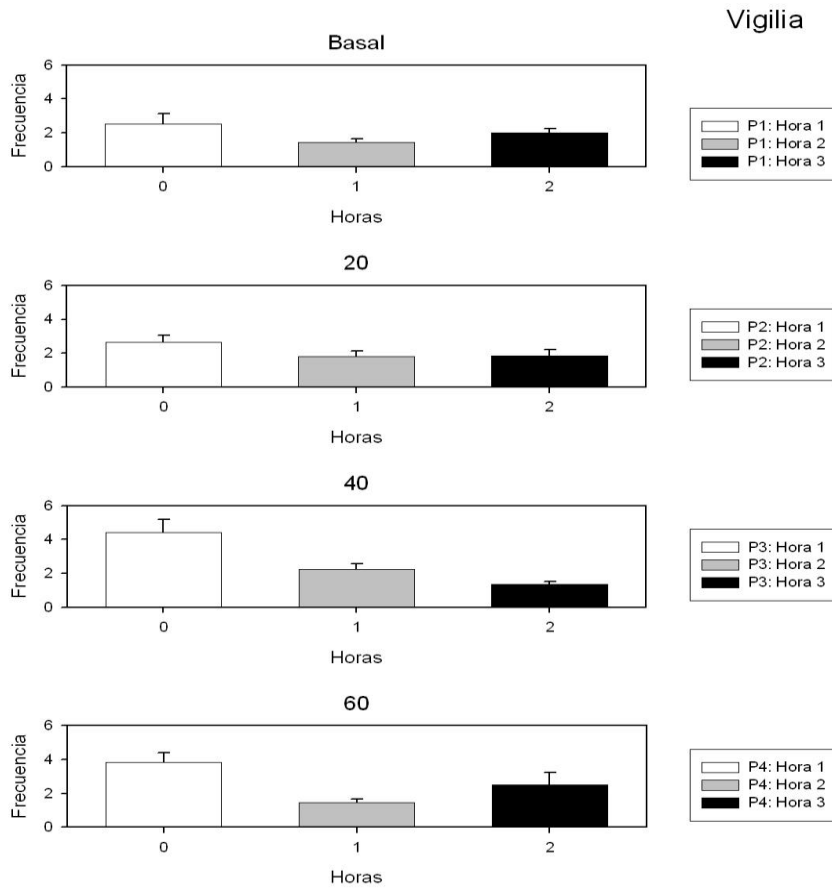 Vigilia
Basal
Frecuencia
6
4
2
0
0 1 2
Horas
P1: Hora 1
P1: Hora 2
P1: Hora 3
20
Frecuencia
6
4
2
0
0 1 2
Horas
P2: Hora 1
P2: Hora 2
P2: Hora 3
40
Frecuencia
6
4
2
0
0 1 2
Horas
P3: Hora 1
P3: Hora 2
P3: Hora 3
60
Frecuencia
6
4
2
0
0 1 2
Horas
P4: Hora 1
P4: Hora 2
P4: Hora 3